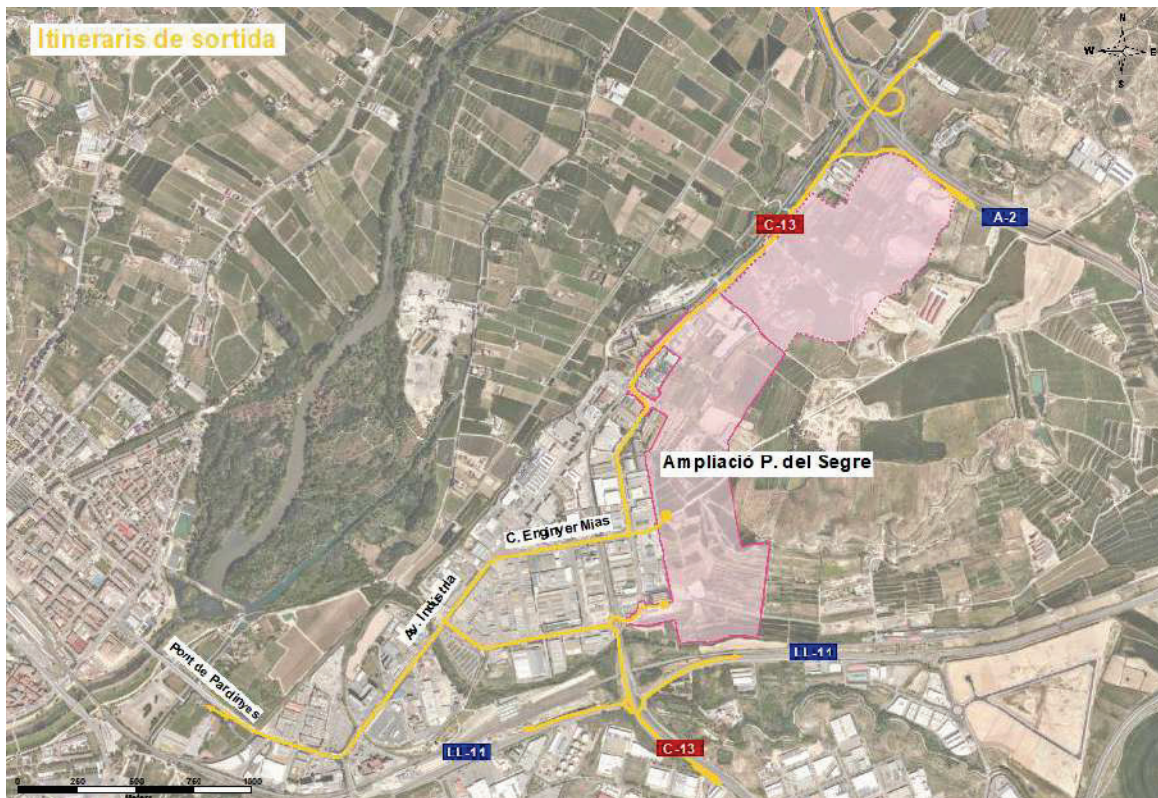 Itineraris de sortida
N
W E
S
A-2
C-13
Ampliació P. del Segre
C. Enginyer Mias
Av. Indústria
Pont de Pardinyes
LL-11
LL-11
C-13
0 250 500 750 1000
Meters